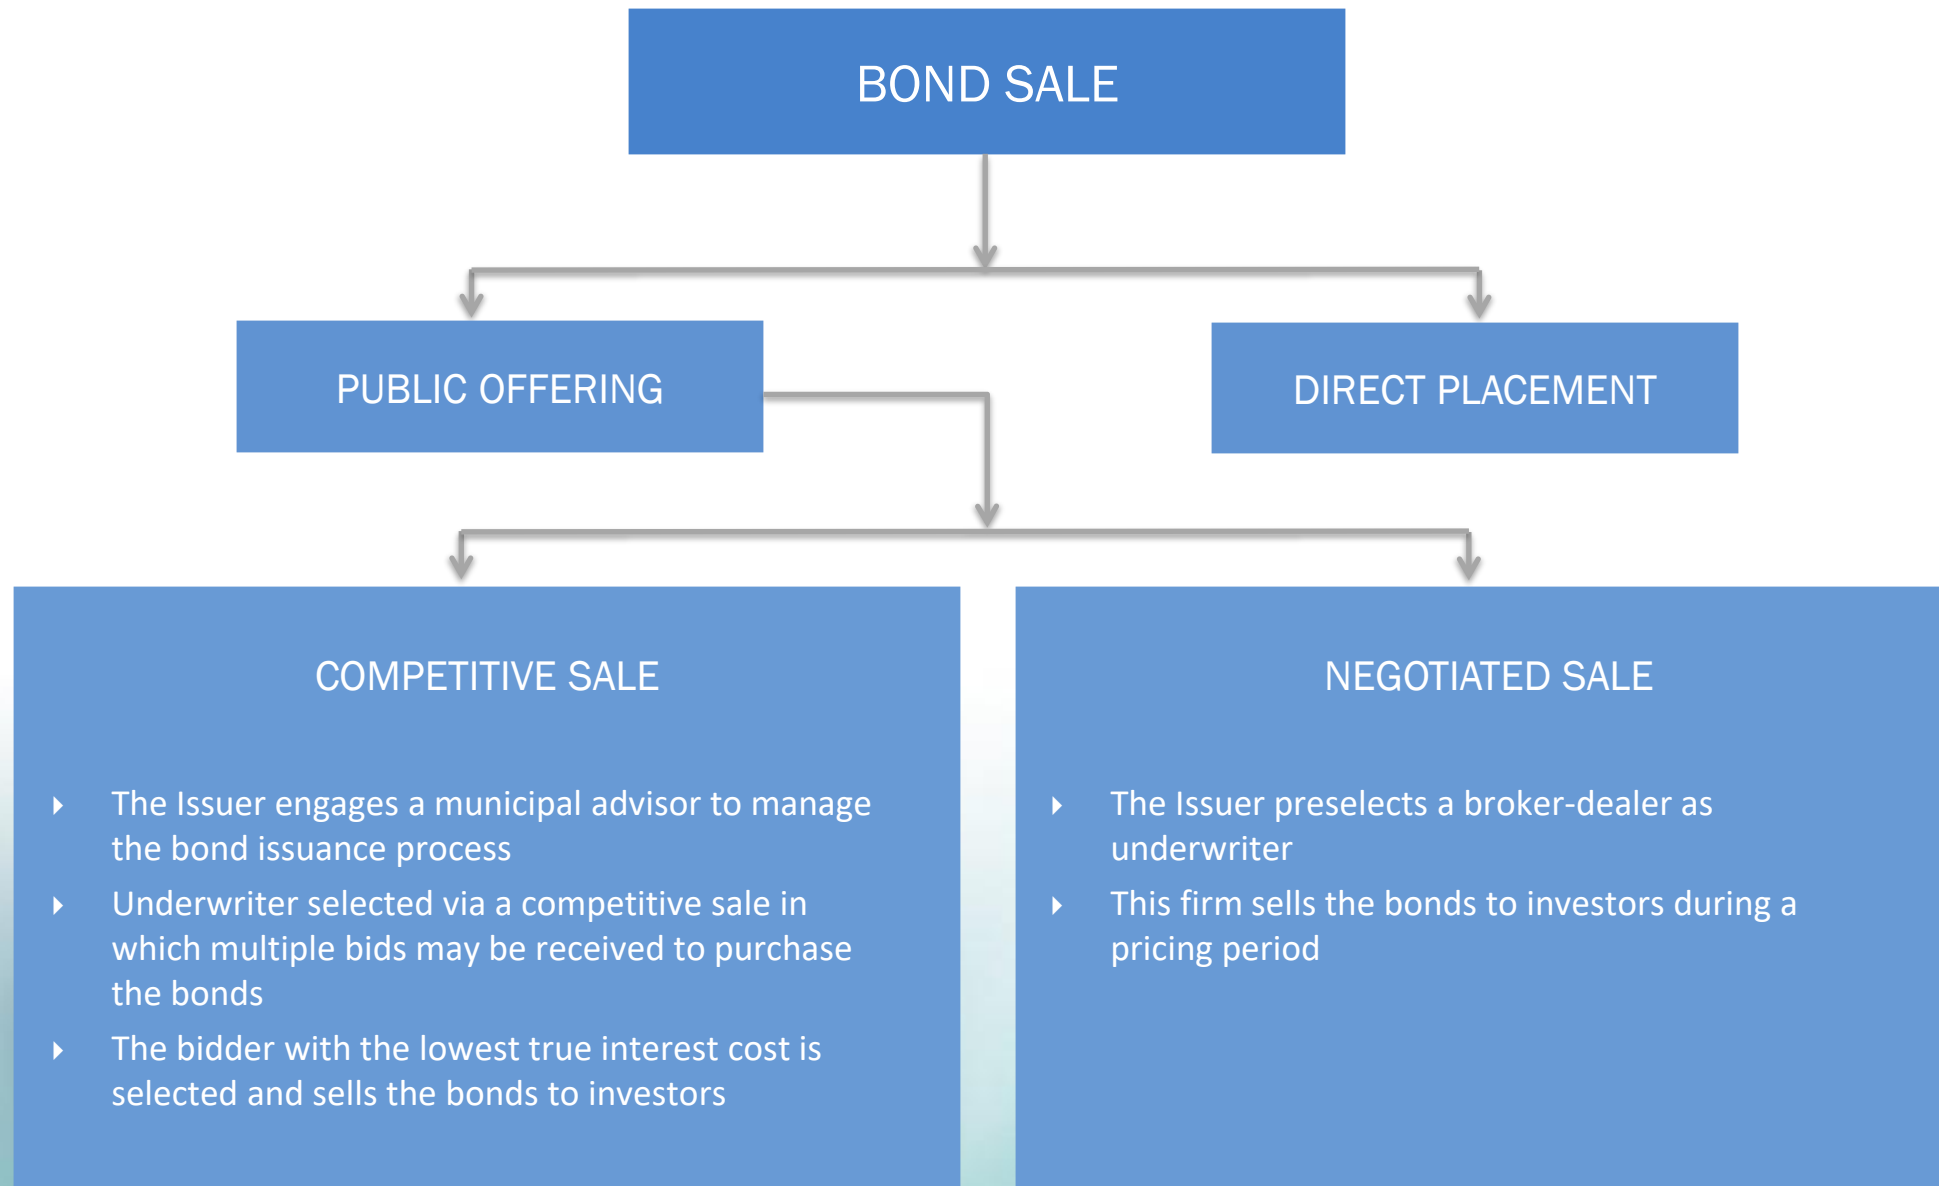 BOND SALE
PUBLIC OFFERING
DIRECT PLACEMENT
COMPETITIVE SALE
The Issuer engages a municipal advisor to manage
the bond issuance process
Underwriter selected via a competitive sale in
which multiple bids may be received to purchase
the bonds
The bidder with the lowest true interest cost is
selected and sells the bonds to investors
NEGOTIATED SALE
The Issuer preselects a broker-dealer as
underwriter
This firm sells the bonds to investors during a
pricing period